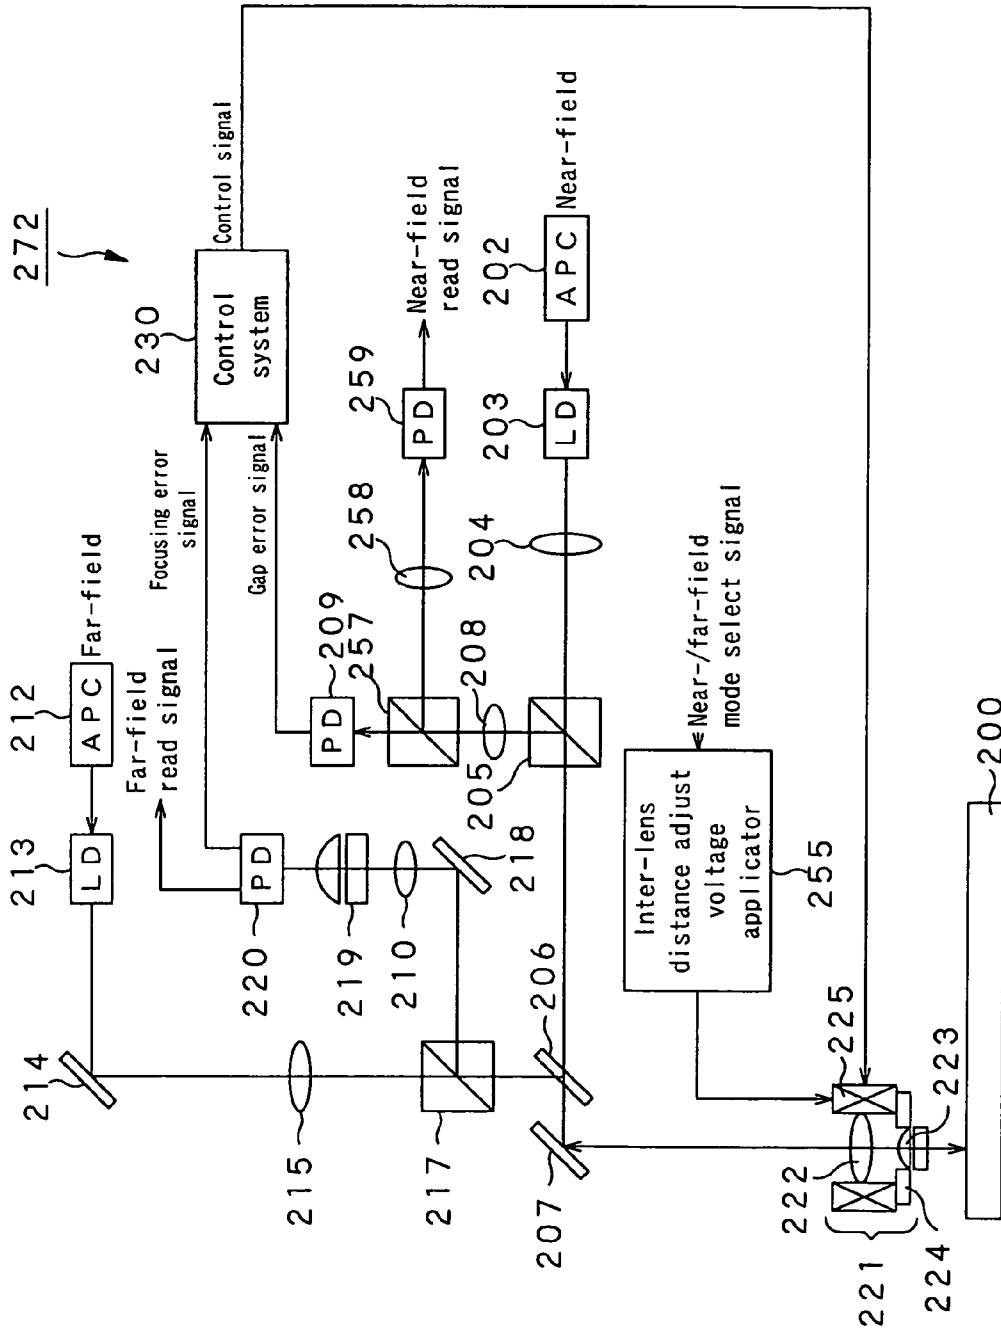 272
Control signal
230
Control
system
Focusing error
signal
Gap error signal
Far-field
212
APC
Far-field
read signal
213
LD
214
215
217
220
PD
219
210
218
209
PD
257
208
205
258
259
PD
Near-field
read signal
202
APC
Near-field
203
LD
204
206
207
Near-/far-field
mode select signal
Inter-lens
distance adjust
voltage
applicator
255
225
223
222
221
224
200